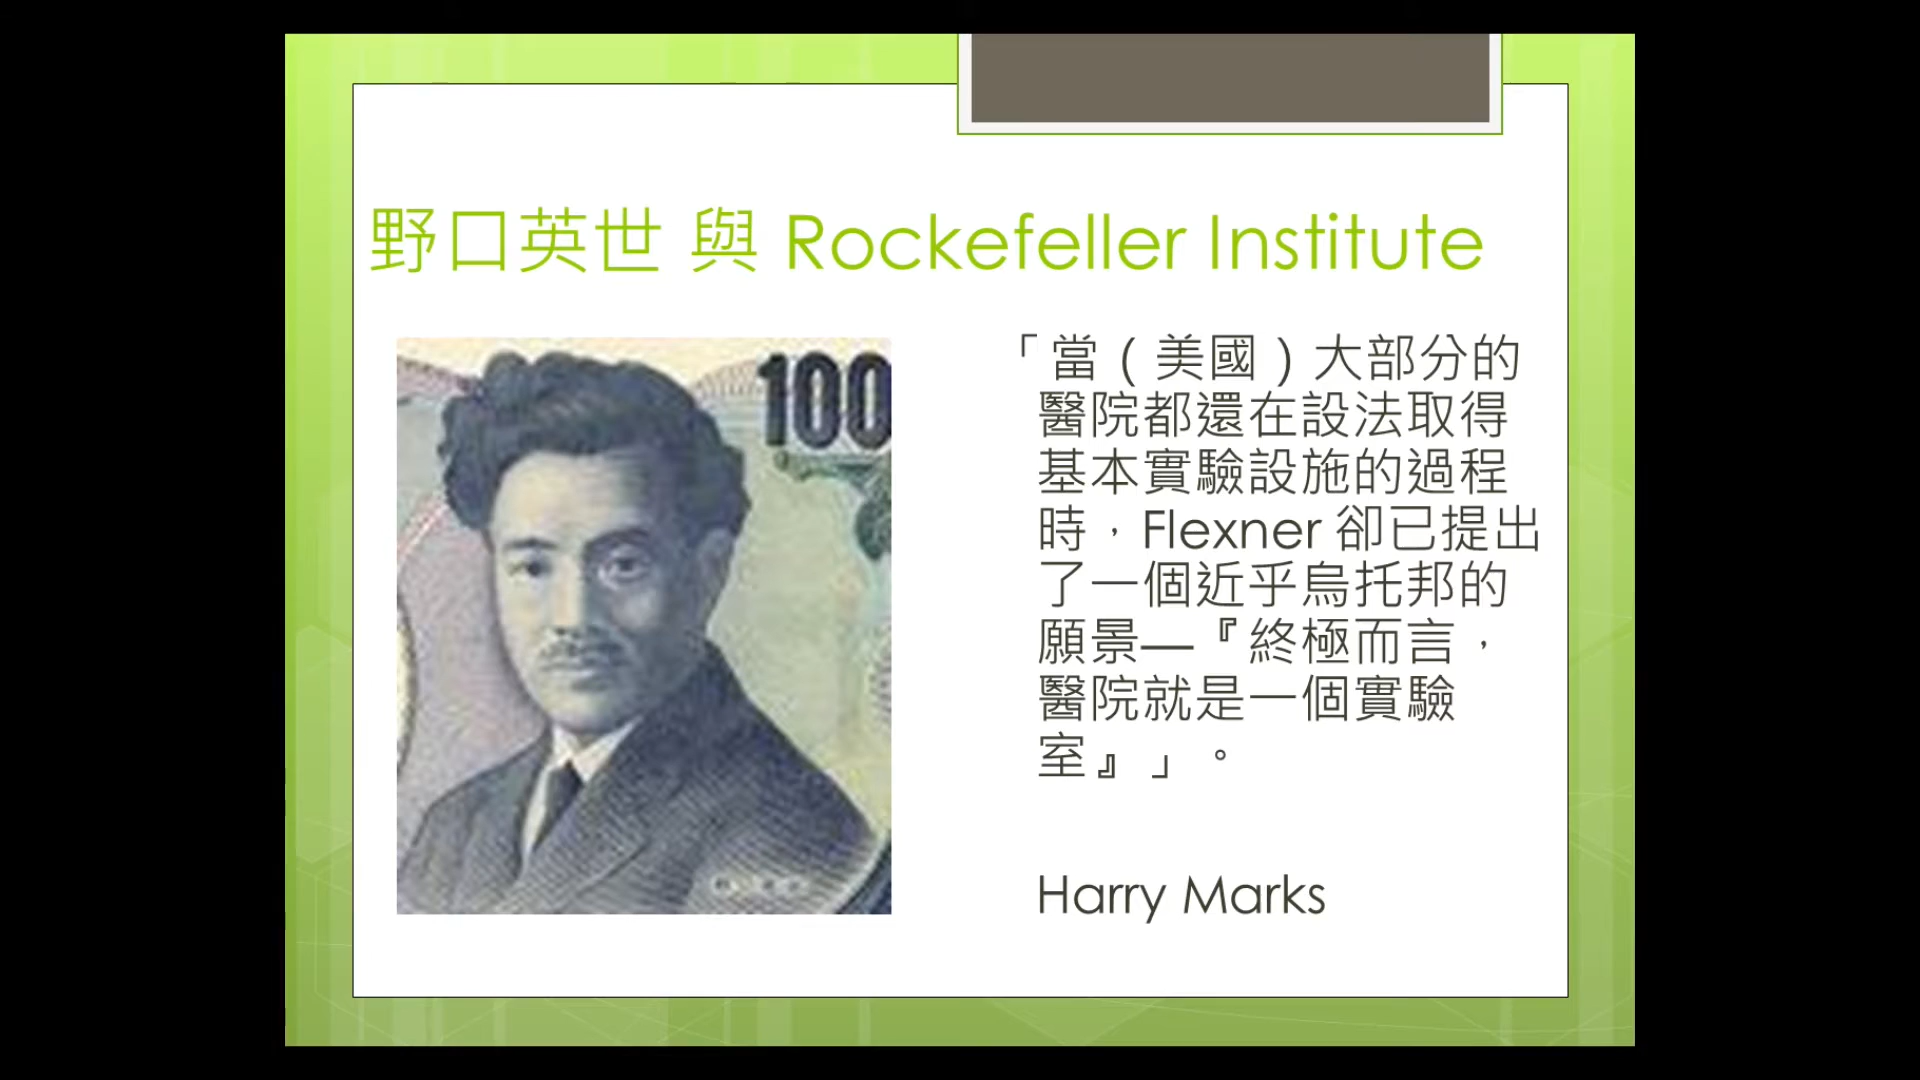 野口英世 與 Rockefeller Institute
100
「當（美國）大部分的
醫院都還在設法取得
基本實驗設施的過程
時，Flexner 卻已提出
了一個近乎烏托邦的
願景—『終極而言，
醫院就是一個實驗
室』」。
Harry Marks